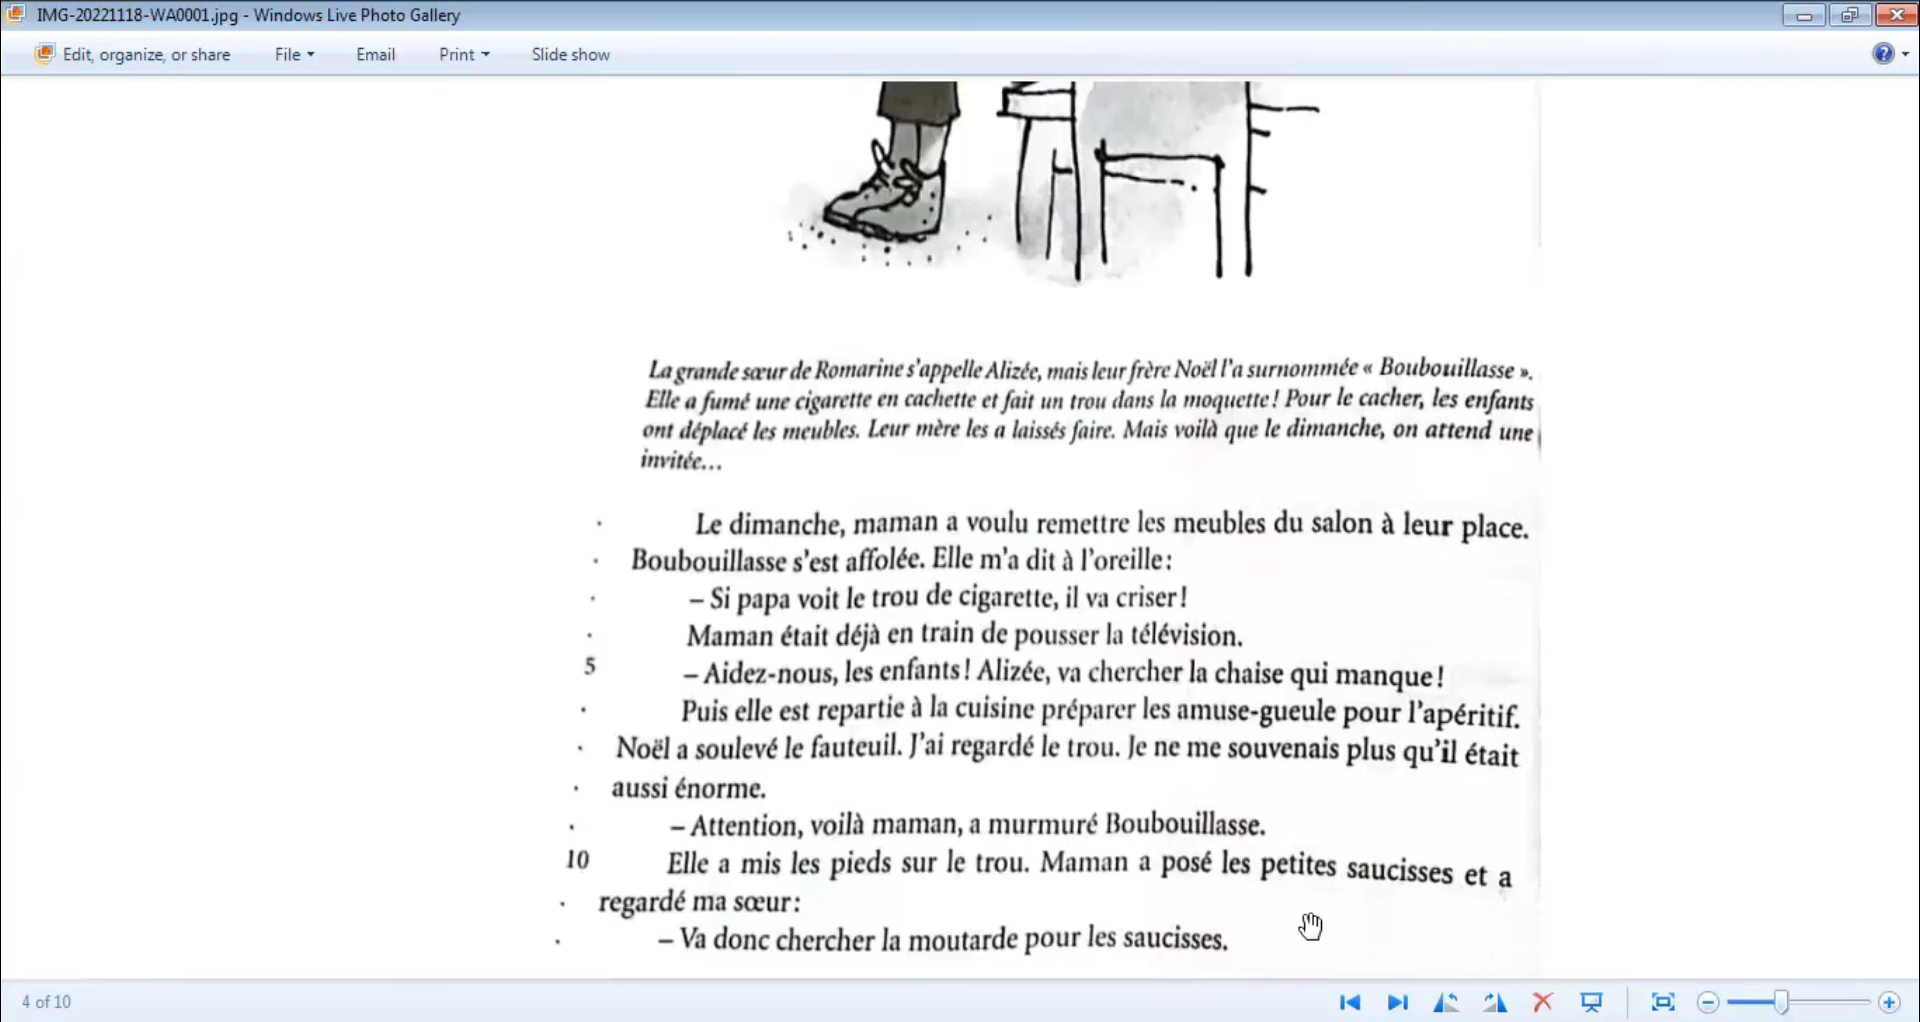 IMG-20221118-WA0001.jpg - Windows Live Photo Gallery
Edit, organize, or share File Email Print Slide show
La grande sœur de Romarine s'appelle Alizée, mais leur frère Noël l'a surnommée « Boubouillasse ».
Elle a fumé une cigarette en cachette et fait un trou dans la moquette! Pour le cacher, les enfants
ont déplacé les meubles. Leur mère les a laissés faire. Mais voilà que le dimanche, on attend une
invitée...
Le dimanche, maman a voulu remettre les meubles du salon à leur place.
Boubouillasse s'est affolée. Elle m'a dit à l'oreille:
– Si papa voit le trou de cigarette, il va criser!
Maman était déjà en train de pousser la télévision.
5 – Aidez-nous, les enfants! Alizée, va chercher la chaise qui manque!
Puis elle est repartie à la cuisine préparer les amuse-gueule pour l'apéritif.
Noël a soulevé le fauteuil. J'ai regardé le trou. Je ne me souvenais plus qu'il était
aussi énorme.
– Attention, voilà maman, a murmuré Boubouillasse.
10 Elle a mis les pieds sur le trou. Maman a posé les petites saucisses et a
regardé ma sœur:
– Va donc chercher la moutarde pour les saucisses.
4 of 10